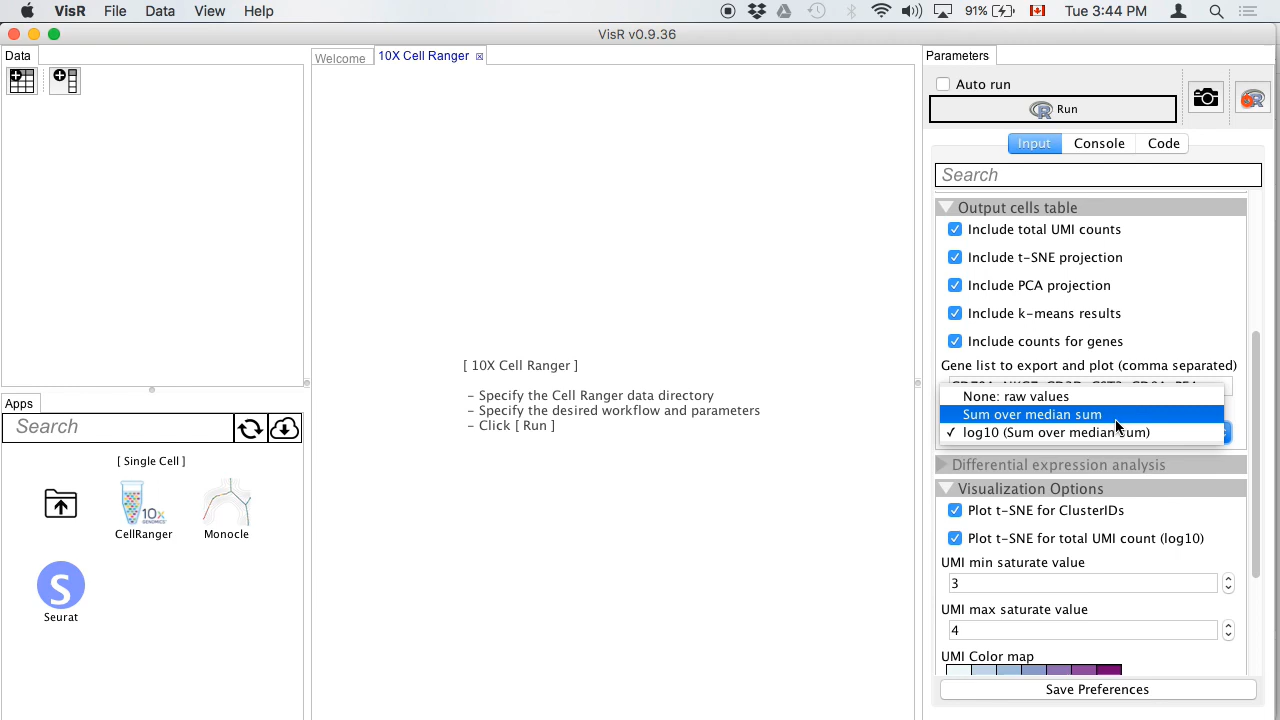 VisR File Data View Help 91% Tue 3:44 PM
VisR v0.9.36
Data
Welcome 10X Cell Ranger
Parameters
Auto run
Run
Input Console Code
Search
Output cells table
Include total UMI counts
Include t-SNE projection
Include PCA projection
Include k-means results
Include counts for genes
Gene list to export and plot (comma separated)
None: raw values
Sum over median sum
✓ log10 (Sum over median sum)
Differential expression analysis
Visualization Options
Plot t-SNE for ClusterIDs
Plot t-SNE for total UMI count (log10)
UMI min saturate value
3
UMI max saturate value
4
UMI Color map
Save Preferences
[ 10X Cell Ranger ]
– Specify the Cell Ranger data directory
– Specify the desired workflow and parameters
– Click [ Run ]
Apps
Search
[ Single Cell ]
10x
GENOMICS
CellRanger
Monocle
S
Seurat